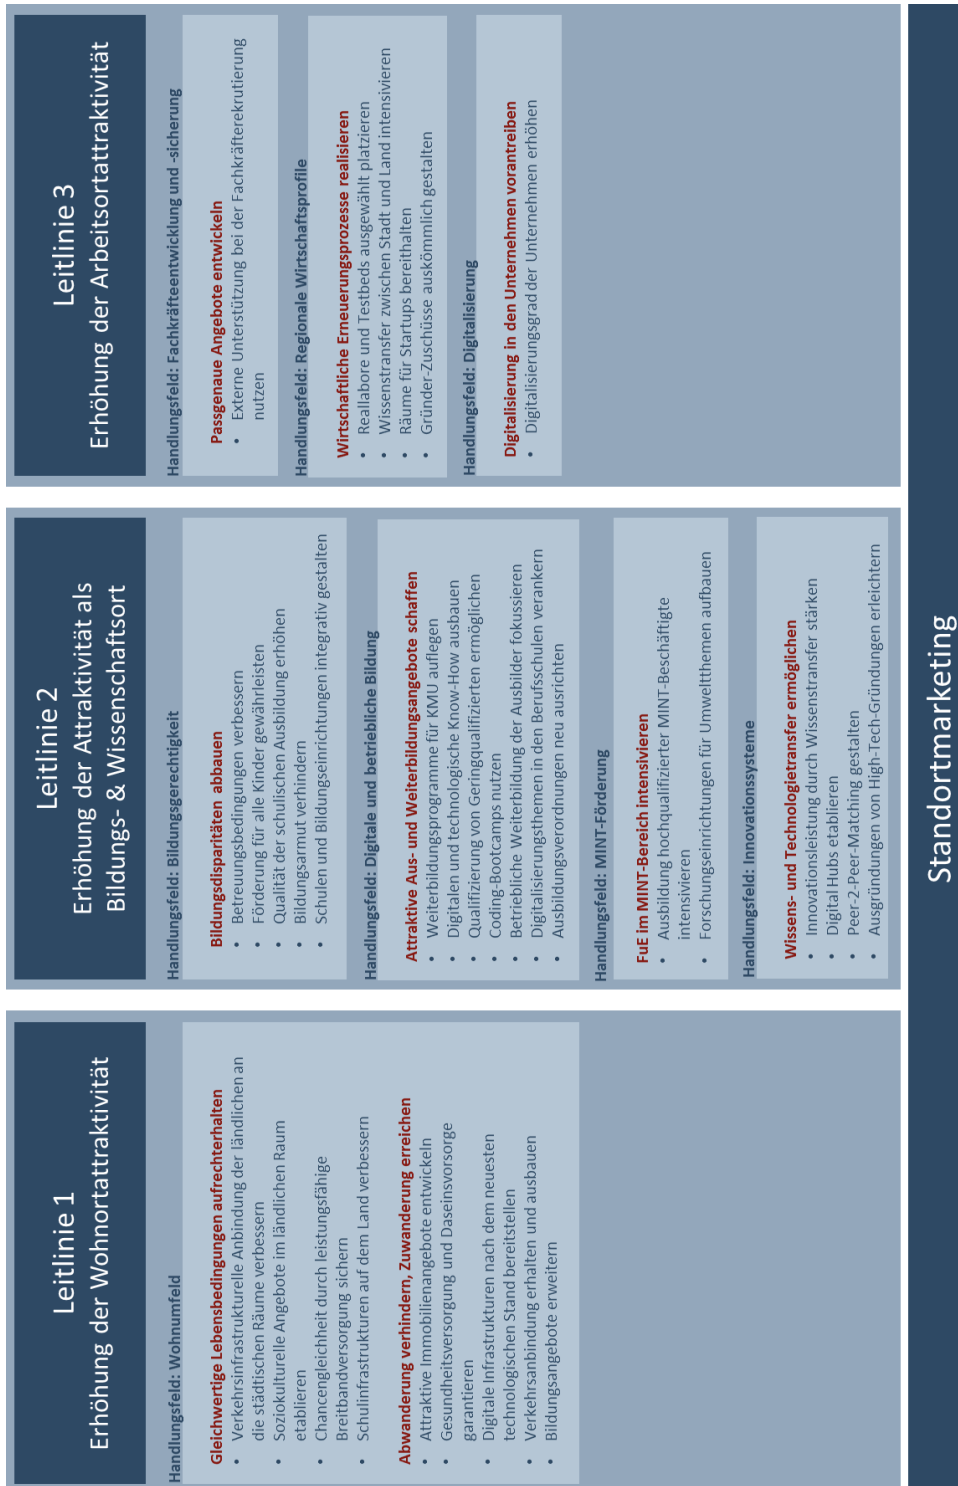 Leitlinie 1
Erhöhung der Wohnortattraktivität
Handlungsfeld: Wohnumfeld
Gleichwertige Lebensbedingungen aufrechterhalten
• Verkehrsinfrastrukturelle Anbindung der ländlichen an
die städtischen Räume verbessern
• Soziokulturelle Angebote im ländlichen Raum
etablieren
• Chancengleichheit durch leistungsfähige
Breitbandversorgung sichern
• Schulinfrastrukturen auf dem Land verbessern
Abwanderung verhindern, Zuwanderung erreichen
• Attraktive Immobilienangebote entwickeln
• Gesundheitsversorgung und Daseinsvorsorge
garantieren
• Digitale Infrastrukturen nach dem neuesten
technologischen Stand bereitstellen
• Verkehrsanbindung erhalten und ausbauen
• Bildungsangebote erweitern
Leitlinie 2
Erhöhung der Attraktivität als
Bildungs- & Wissenschaftsort
Handlungsfeld: Bildungsgerechtigkeit
Bildungsdisparitäten abbauen
• Betreuungsbedingungen verbessern
• Förderung für alle Kinder gewährleisten
• Qualität der schulischen Ausbildung erhöhen
• Bildungsarmut verhindern
• Schulen und Bildungseinrichtungen integrativ gestalten
Handlungsfeld: Digitale und betriebliche Bildung
Attraktive Aus- und Weiterbildungsangebote schaffen
• Weiterbildungsprogramme für KMU auflegen
• Digitalen und technologische Know-How ausbauen
• Qualifizierung von Geringqualifizierten ermöglichen
• Coding-Bootcamps nutzen
• Betriebliche Weiterbildung der Ausbilder fokussieren
• Digitalisierungsthemen in den Berufsschulen verankern
• Ausbildungsverordnungen neu ausrichten
Handlungsfeld: MINT-Förderung
FuE im MINT-Bereich intensivieren
• Ausbildung hochqualifizierter MINT-Beschäftigte
intensivieren
• Forschungseinrichtungen für Umweltthemen aufbauen
Handlungsfeld: Innovationssysteme
Wissens- und Technologietransfer ermöglichen
• Innovationsleistung durch Wissenstransfer stärken
• Digital Hubs etablieren
• Peer-2-Peer-Matching gestalten
• Ausgründungen von High-Tech-Gründungen erleichtern
Leitlinie 3
Erhöhung der Arbeitsortattraktivität
Handlungsfeld: Fachkräfteentwicklung und -sicherung
Passgenaue Angebote entwickeln
• Externe Unterstützung bei der Fachkräfterekrutierung
nutzen
Handlungsfeld: Regionale Wirtschaftsprofile
Wirtschaftliche Erneuerungsprozesse realisieren
• Reallabore und Testbeds ausgewählt platzieren
• Wissenstransfer zwischen Stadt und Land intensivieren
• Räume für Startups bereithalten
• Gründer-Zuschüsse auskömmlich gestalten
Handlungsfeld: Digitalisierung
Digitalisierung in den Unternehmen vorantreiben
• Digitalisierungsgrad der Unternehmen erhöhen
Standortmarketing